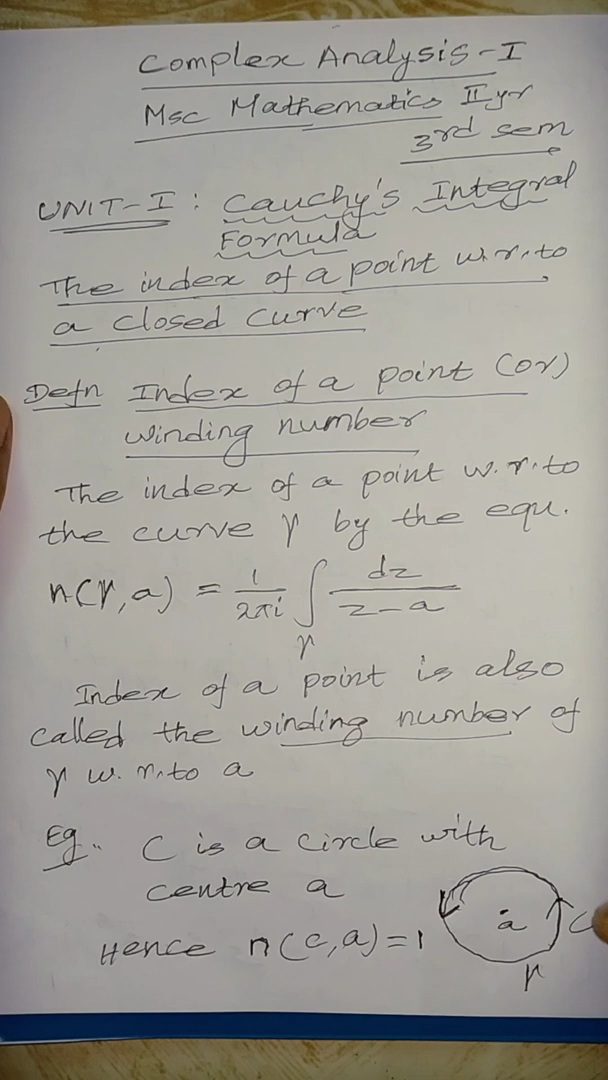 Complex Analysis-I
Msc Mathematics II yr
3rd sem
UNIT-I : Cauchy's Integral
Formula
The index of a point w.r.to
a closed curve
Defn Index of a point (or)
winding number
The index of a point w.r.to
the curve γ by the equ.
n(γ,a) = 1/2πi ∫γ dz/z-a
Index of a point is also
called the winding number of
γ w.r.to a
Eg.. C is a circle with
centre a
Hence n(c,a)=1
a
C
γ